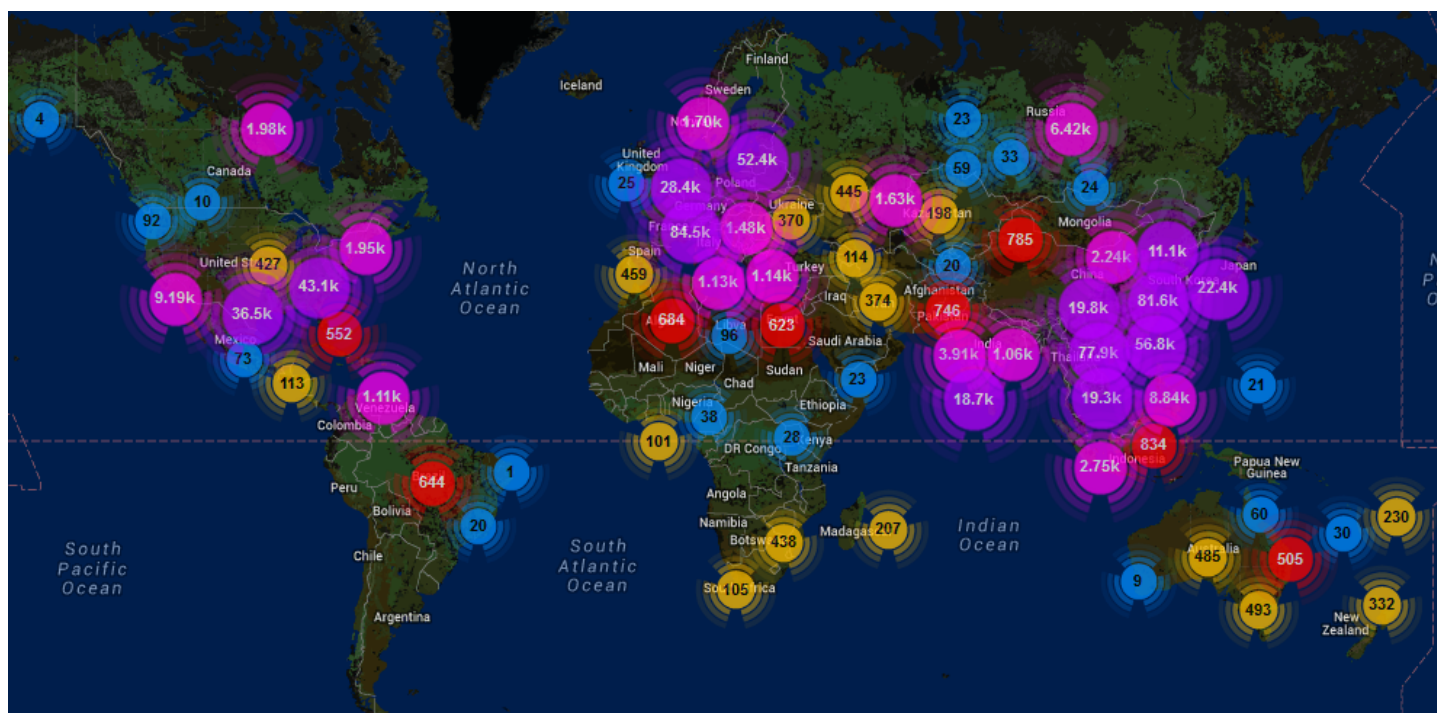 Finland
Iceland
Sweden
4
1.98k
1.70k
23
Russia
6.42k
United
Kingdom
52.4k
33
Canada
25
28.4k
Poland
59
24
10
Germany
445
1.63k
92
Ukraine
370
198
Mongolia
1.95k
84.5k
1.48k
Italy
785
11.1k
United
427
Spain
114
20
2.24k
Japan
North
Atlantic
Ocean
459
1.13k
1.14k
Turkey
China
South Korea
22.4k
9.19k
43.1k
Iraq
374
Afghanistan
19.8k
81.6k
36.5k
552
684
Libya
96
623
746
Pakistan
Mexico
73
Saudi Arabia
3.91k
India
1.06k
77.9k
56.8k
113
Mali
Niger
Chad
Sudan
23
21
1.11k
Venezuela
Nigeria
38
Ethiopia
18.7k
19.3k
8.84k
Colombia
101
DR Congo
28
Kenya
834
Indonesia
Peru
644
1
Tanzania
2.75k
Papua New
Guinea
Bolivia
20
Angola
Namibia
438
Madagascar
207
Indian
Ocean
60
30
230
South
Pacific
Ocean
Chile
South
Atlantic
Ocean
Australia
485
505
105
9
493
332
Argentina
New
Zealand